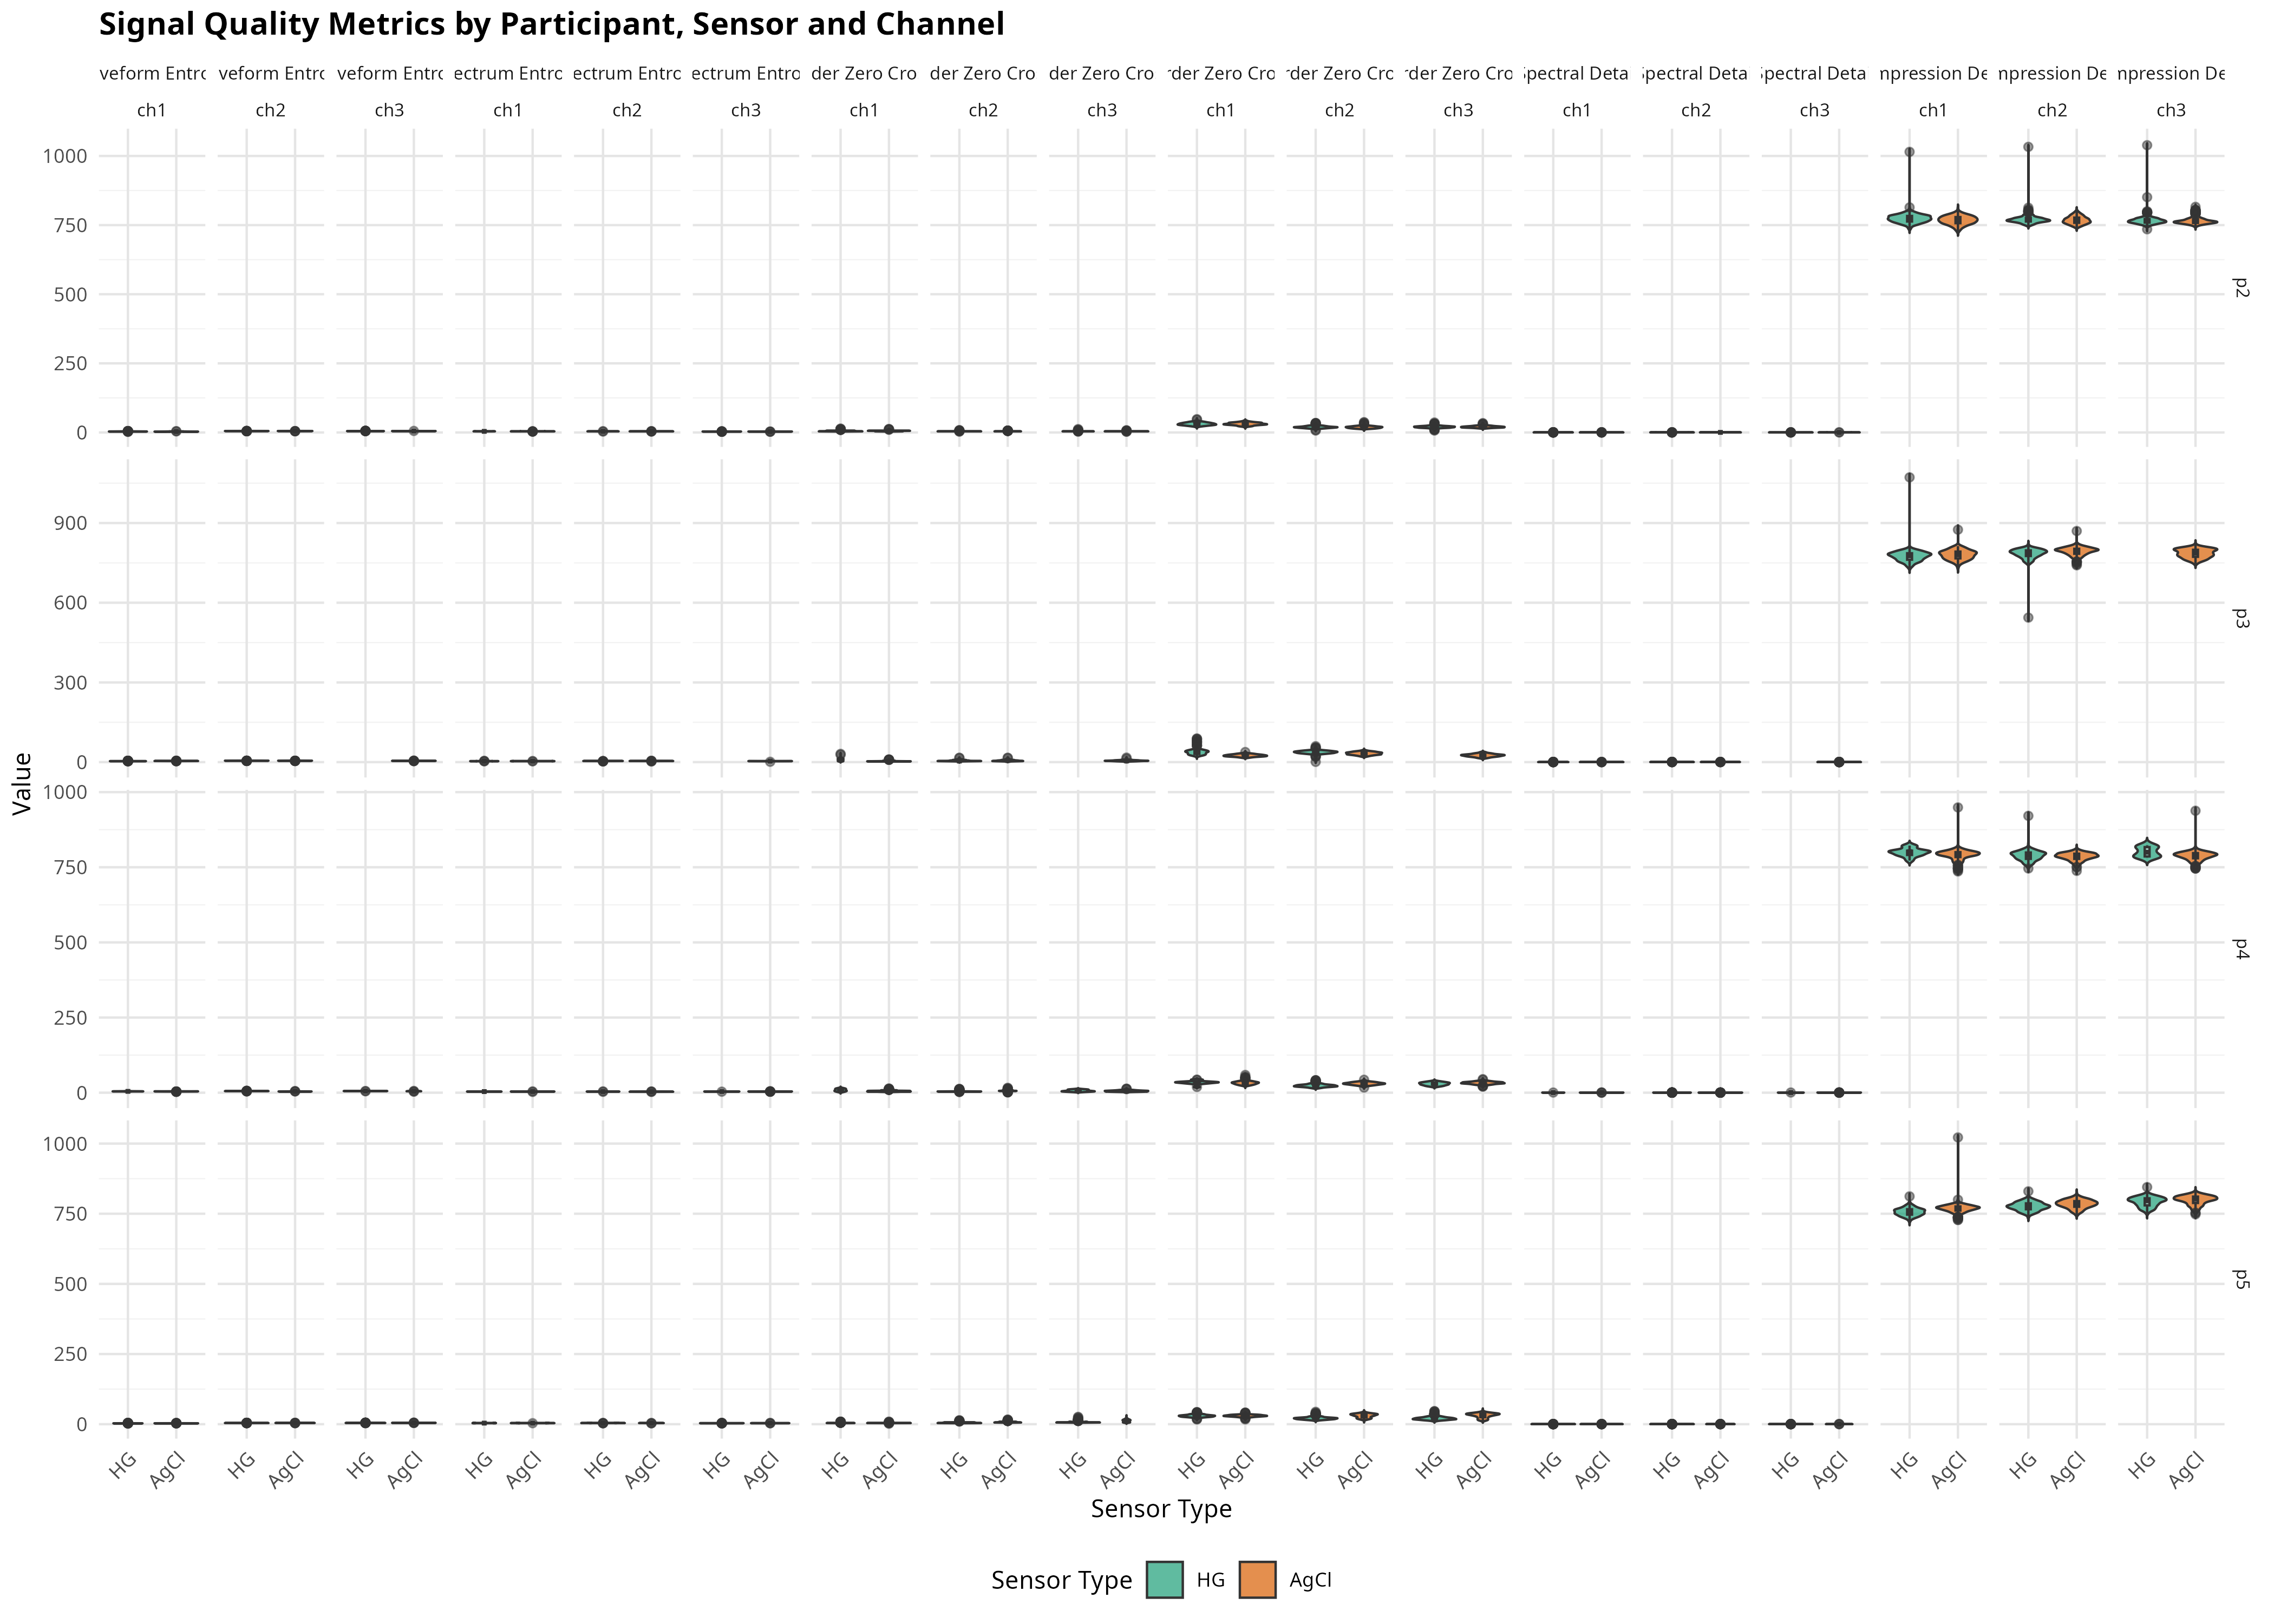 Signal Quality Metrics by Participant, Sensor and Channel
veform Entro veform Entro veform Entro ectrum Entro ectrum Entro ectrum Entro der Zero Cro der Zero Cro der Zero Cro rder Zero Cro rder Zero Cro rder Zero Cro Spectral Deta Spectral Deta Spectral Deta mpression De mpression De mpression De
ch1 ch2 ch3 ch1 ch2 ch3 ch1 ch2 ch3 ch1 ch2 ch3 ch1 ch2 ch3 ch1 ch2 ch3
1000
750
500
250
0
p2
900
600
300
0
p3
Value
1000
750
500
250
0
p4
1000
750
500
250
0
p5
HG AgCl HG AgCl HG AgCl HG AgCl HG AgCl HG AgCl HG AgCl HG AgCl HG AgCl HG AgCl HG AgCl HG AgCl HG AgCl HG AgCl HG AgCl HG AgCl HG AgCl HG AgCl
Sensor Type
Sensor Type HG AgCl